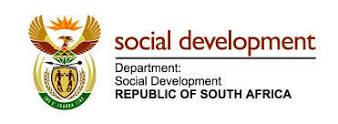 social development
Department:
Social Development
REPUBLIC OF SOUTH AFRICA